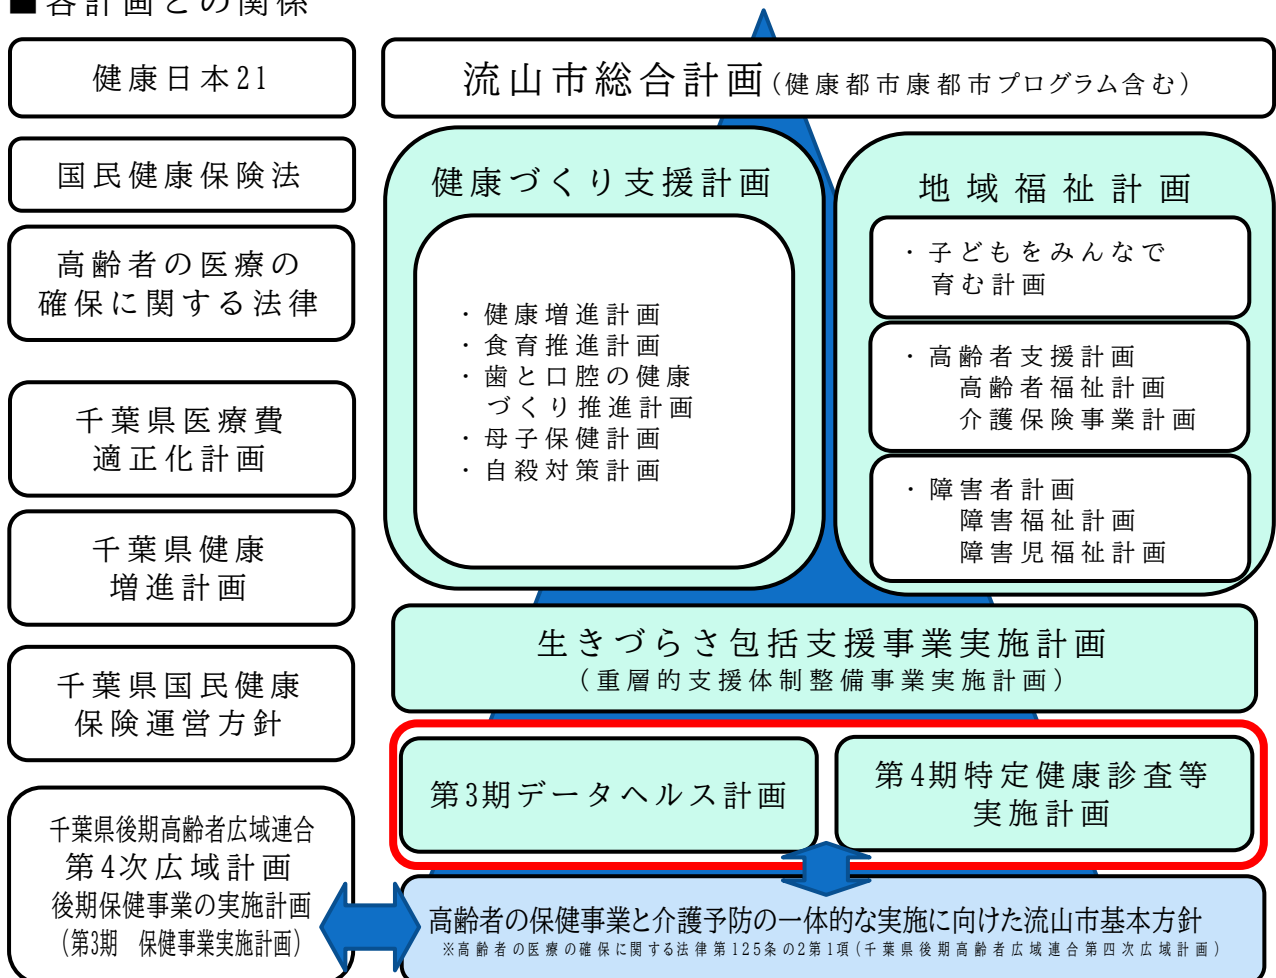 ■各計画との関係
健康日本21
国民健康保険法
高齢者の医療の
確保に関する法律
千葉県医療費
適正化計画
千葉県健康
増進計画
千葉県国民健康
保険運営方針
千葉県後期高齢者広域連合
第4次広域計画
後期保健事業の実施計画
(第3期　保健事業実施計画)
流山市総合計画(健康都市康都市プログラム含む)
健康づくり支援計画
・健康増進計画
・食育推進計画
・歯と口腔の健康
づくり推進計画
・母子保健計画
・自殺対策計画
地域福祉計画
・子どもをみんなで
育む計画
・高齢者支援計画
高齢者福祉計画
介護保険事業計画
・障害者計画
障害福祉計画
障害児福祉計画
生きづらさ包括支援事業実施計画
(重層的支援体制整備事業実施計画)
第3期データヘルス計画
第4期特定健康診査等
実施計画
高齢者の保健事業と介護予防の一体的な実施に向けた流山市基本方針
※高齢者の医療の確保に関する法律第125条の2第1項(千葉県後期高齢者広域連合第四次広域計画)